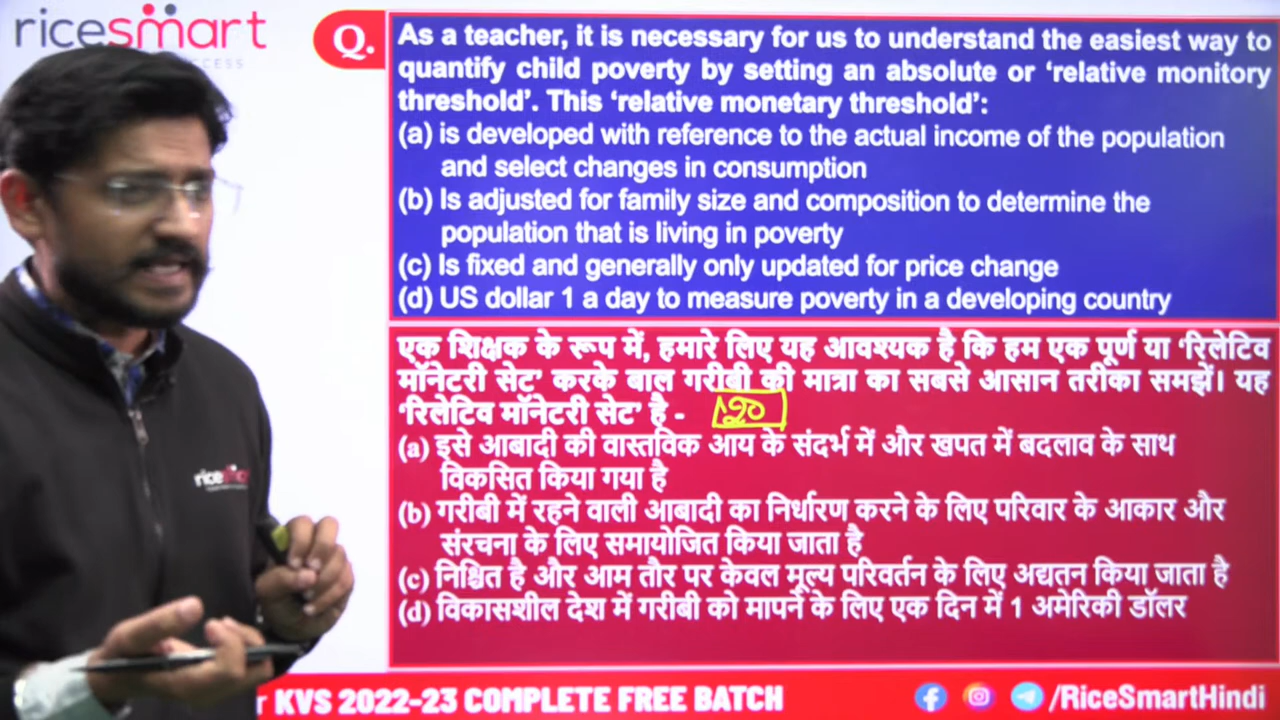 ricesmart
Q.
As a teacher, it is necessary for us to understand the easiest way to
quantify child poverty by setting an absolute or ‘relative monitory
threshold’. This ‘relative monetary threshold’:
(a) is developed with reference to the actual income of the population
and select changes in consumption
(b) Is adjusted for family size and composition to determine the
population that is living in poverty
(c) Is fixed and generally only updated for price change
(d) US dollar 1 a day to measure poverty in a developing country
एक शिक्षक के रूप में, हमारे लिए यह आवश्यक है कि हम एक पूर्ण या ‘रिलेटिव
मॉनेटरी सेट’ करके बाल गरीबी की मात्रा का सबसे आसान तरीका समझें। यह
‘रिलेटिव मॉनेटरी सेट’ है -
(a) इसे आबादी की वास्तविक आय के संदर्भ में और खपत में बदलाव के साथ
विकसित किया गया है
(b) गरीबी में रहने वाली आबादी का निर्धारण करने के लिए परिवार के आकार और
संरचना के लिए समायोजित किया जाता है
(c) निश्चित है और आम तौर पर केवल मूल्य परिवर्तन के लिए अद्यतन किया जाता है
(d) विकासशील देश में गरीबी को मापने के लिए एक दिन में 1 अमेरिकी डॉलर
ricesmart
r KVS 2022-23 COMPLETE FREE BATCH
/RiceSmartHindi